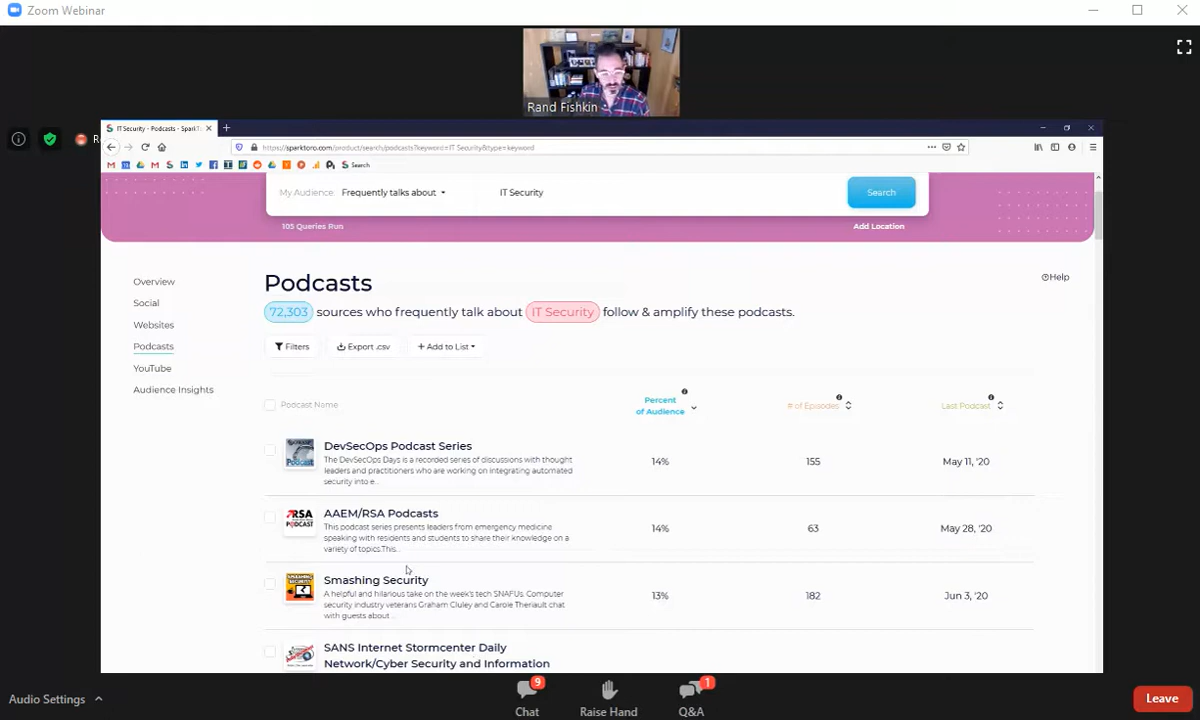 Zoom Webinar
Rand Fishkin
R
IT Security - Podcasts - SparkTo
https://sparktoro.com/product/search/podcasts?keyword=IT Security&type=keyword
Search
My Audience: Frequently talks about IT Security Search
105 Queries Run Add Location
Overview
Social
Websites
Podcasts
YouTube
Audience Insights
Podcasts
Help
72,303 sources who frequently talk about IT Security follow & amplify these podcasts.
Filters Export .csv + Add to List
Podcast Name Percent of Audience # of Episodes Last Podcast
DevSecOps Podcast Series
The DevSecOps Days is a recorded series of discussions with thought
leaders and practitioners who are working on integrating automated
security into e...
14% 155 May 11, '20
RSA
PODCAST
AAEM/RSA Podcasts
This podcast series presents leaders from emergency medicine
speaking with residents and students to share their knowledge on a
variety of topics.This...
14% 63 May 28, '20
Smashing Security
A helpful and hilarious take on the week's tech SNAFUs. Computer
security industry veterans Graham Cluley and Carole Theriault chat
with guests about ...
13% 182 Jun 3, '20
SANS Internet Stormcenter Daily
Network/Cyber Security and Information
Audio Settings
9
Chat
Raise Hand
1
Q&A
Leave